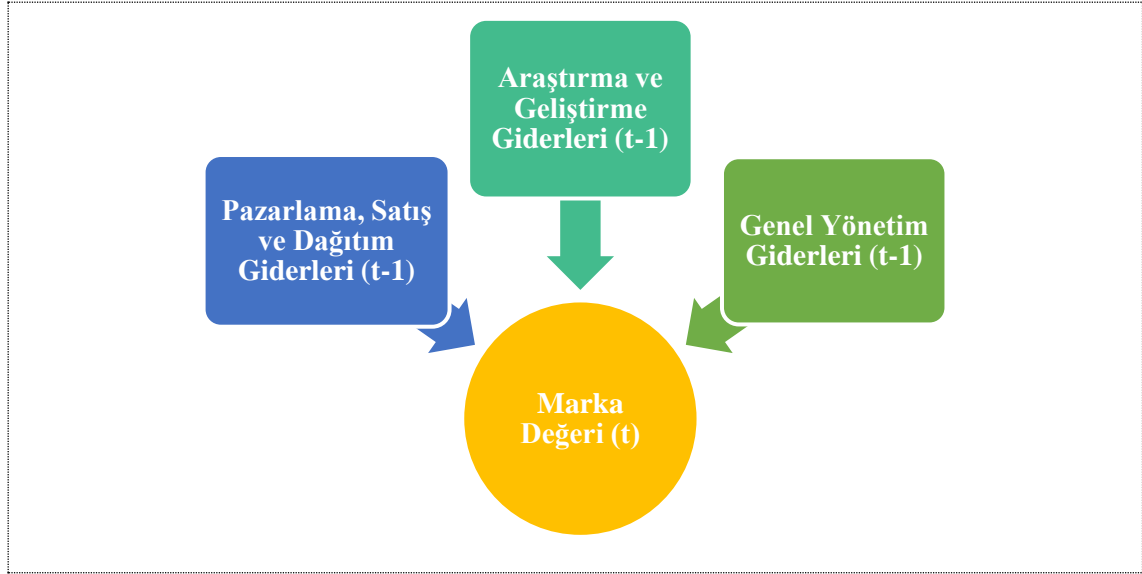 Araştırma ve
Geliştirme
Giderleri (t-1)
Pazarlama, Satış
ve Dağıtım
Giderleri (t-1)
Genel Yönetim
Giderleri (t-1)
Marka
Değeri (t)